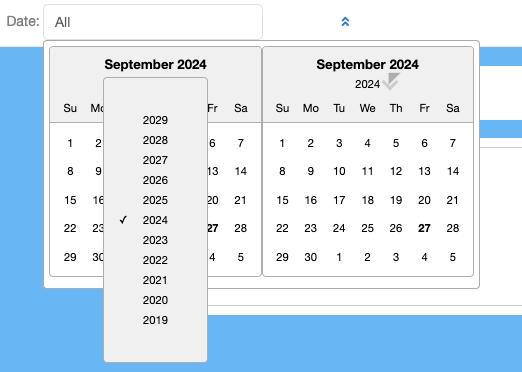 Date: All
September 2024 September 2024
2024
Su Mo Fr Sa Su Mo Tu We Th Fr Sa
1 2 6 7 1 2 3 4 5 6 7
8 9 13 14 8 9 10 11 12 13 14
15 16 20 21 15 16 17 18 19 20 21
22 23 27 28 22 23 24 25 26 27 28
29 30 4 5 29 30 1 2 3 4 5
2029
2028
2027
2026
2025
✓ 2024
2023
2022
2021
2020
2019